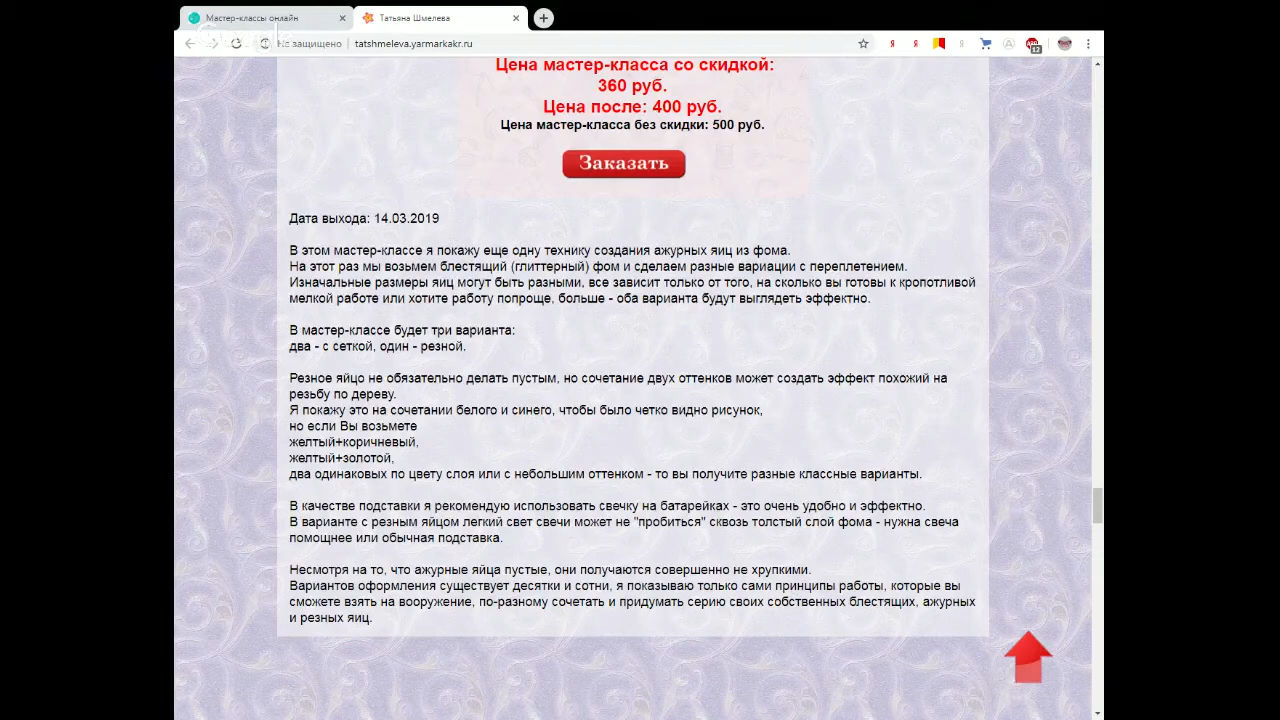 Мастер-классы онлайн
Татьяна Шмелева
Не защищено
tatshmeleva.yarmarkakr.ru
12
Цена мастер-класса со скидкой:
360 руб.
Цена после: 400 руб.
Цена мастер-класса без скидки: 500 руб.
Заказать
Дата выхода: 14.03.2019
В этом мастер-классе я покажу еще одну технику создания ажурных яиц из фома.
На этот раз мы возьмем блестящий (глиттерный) фом и сделаем разные вариации с переплетением.
Изначальные размеры яиц могут быть разными, все зависит только от того, на сколько вы готовы к кропотливой
мелкой работе или хотите работу попроще, больше - оба варианта будут выглядеть эффектно.
В мастер-классе будет три варианта:
два - с сеткой, один - резной.
Резное яйцо не обязательно делать пустым, но сочетание двух оттенков может создать эффект похожий на
резьбу по дереву.
Я покажу это на сочетании белого и синего, чтобы было четко видно рисунок,
но если Вы возьмете
желтый+коричневый,
желтый+золотой,
два одинаковых по цвету слоя или с небольшим оттенком - то вы получите разные классные варианты.
В качестве подставки я рекомендую использовать свечку на батарейках - это очень удобно и эффектно.
В варианте с резным яйцом легкий свет свечи может не "пробиться" сквозь толстый слой фома - нужна свеча
помощнее или обычная подставка.
Несмотря на то, что ажурные яйца пустые, они получаются совершенно не хрупкими.
Вариантов оформления существует десятки и сотни, я показываю только сами принципы работы, которые вы
сможете взять на вооружение, по-разному сочетать и придумать серию своих собственных блестящих, ажурных
и резных яиц.